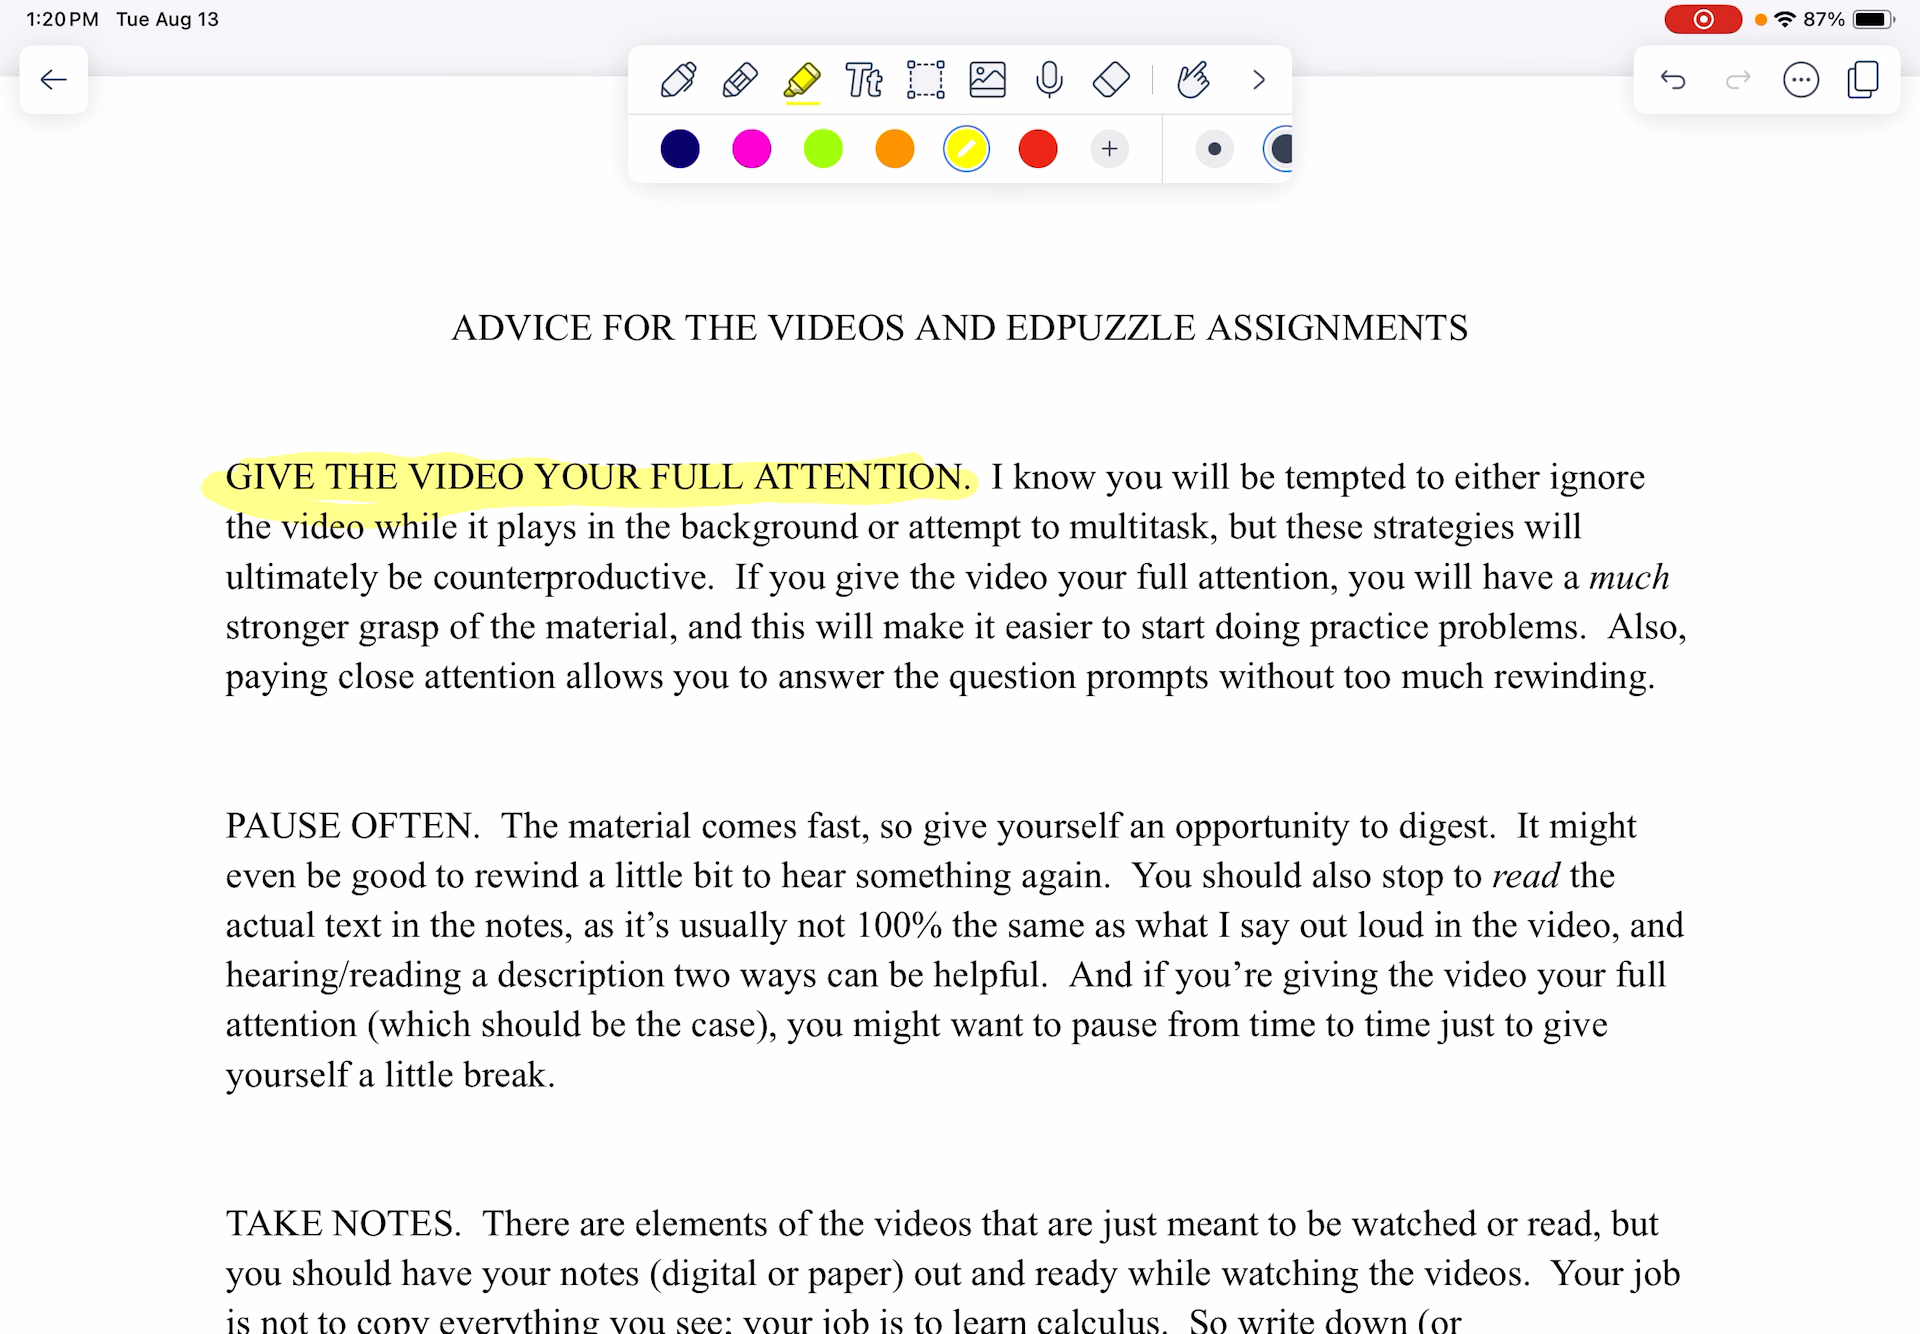 1:20 PM Tue Aug 13
87%
Tt
ADVICE FOR THE VIDEOS AND EDPUZZLE ASSIGNMENTS
GIVE THE VIDEO YOUR FULL ATTENTION. I know you will be tempted to either ignore
the video while it plays in the background or attempt to multitask, but these strategies will
ultimately be counterproductive. If you give the video your full attention, you will have a much
stronger grasp of the material, and this will make it easier to start doing practice problems. Also,
paying close attention allows you to answer the question prompts without too much rewinding.
PAUSE OFTEN. The material comes fast, so give yourself an opportunity to digest. It might
even be good to rewind a little bit to hear something again. You should also stop to read the
actual text in the notes, as it’s usually not 100% the same as what I say out loud in the video, and
hearing/reading a description two ways can be helpful. And if you’re giving the video your full
attention (which should be the case), you might want to pause from time to time just to give
yourself a little break.
TAKE NOTES. There are elements of the videos that are just meant to be watched or read, but
you should have your notes (digital or paper) out and ready while watching the videos. Your job
is not to copy everything you see; your job is to learn calculus. So write down (or